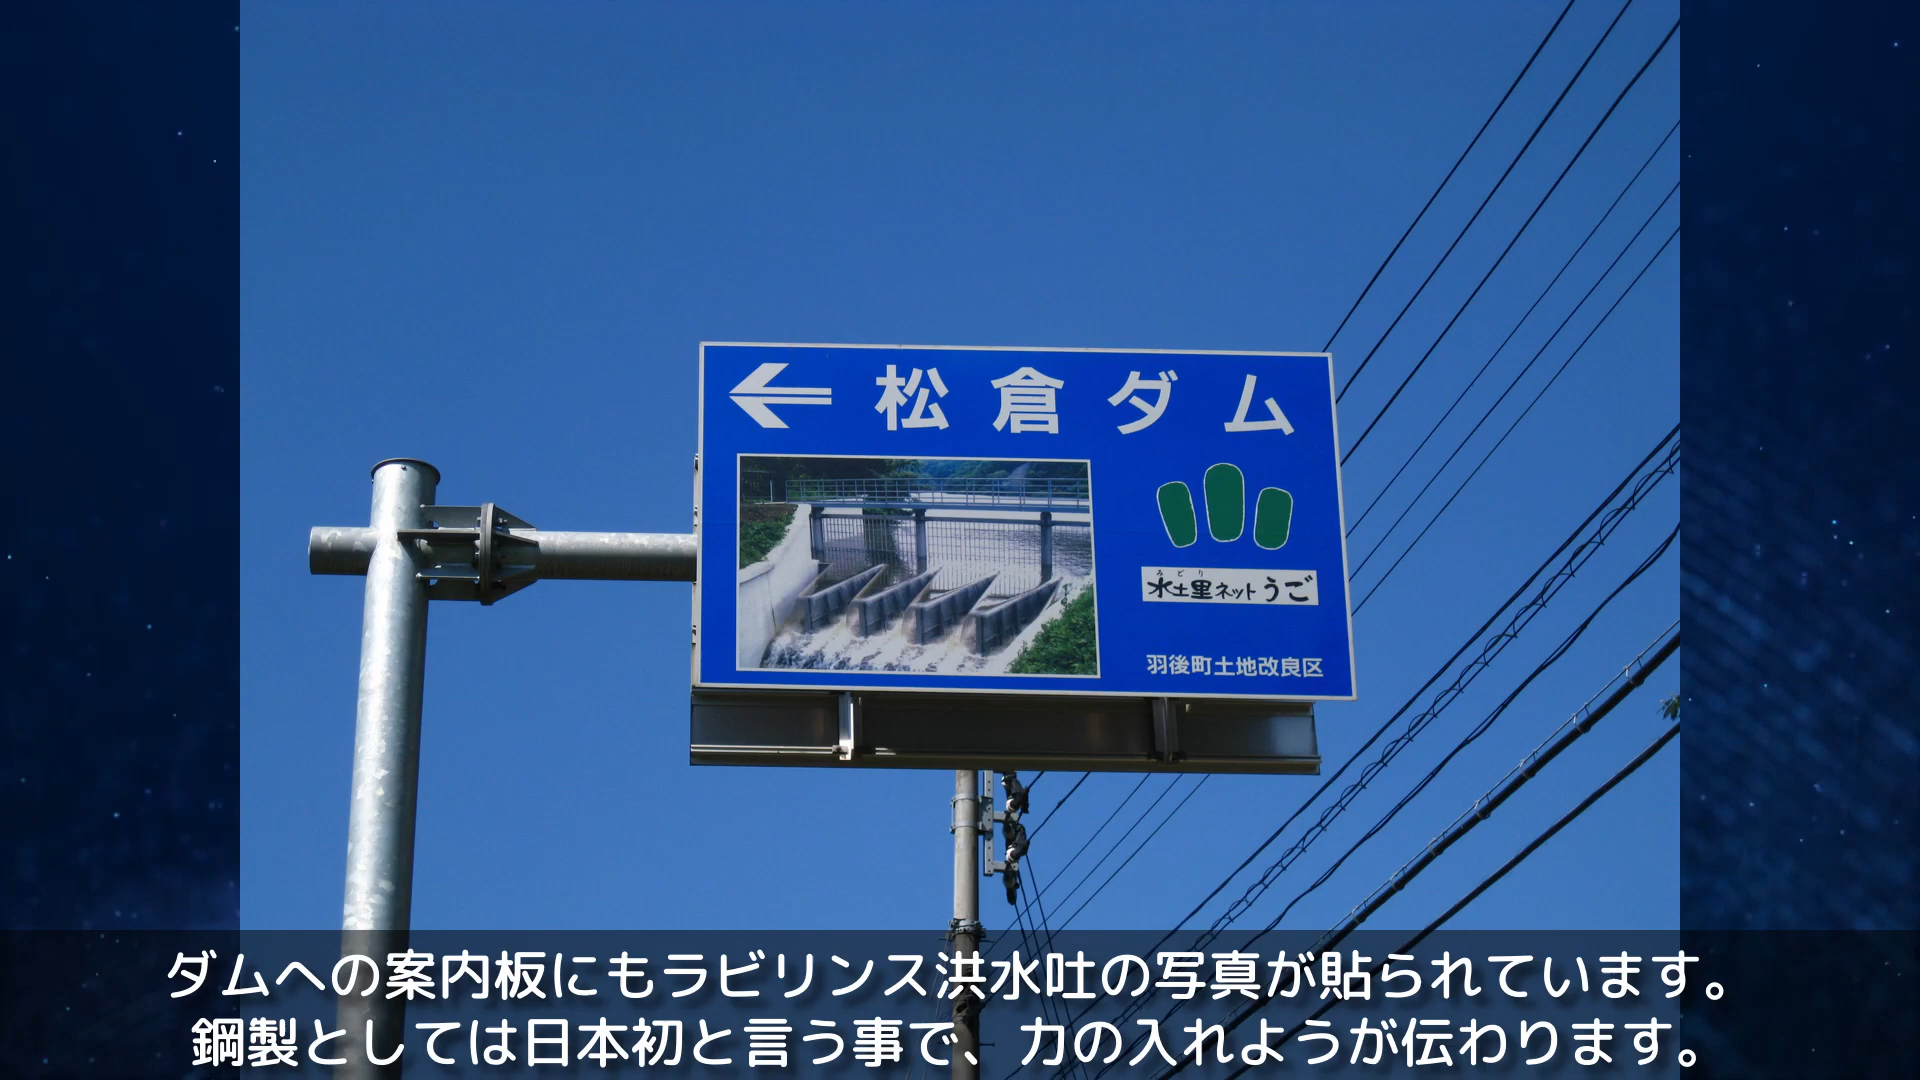 松倉ダム
みどり
水土里ネットうご
羽後町土地改良区
ダムへの案内板にもラビリンス洪水吐の写真が貼られています。
鋼製としては日本初と言う事で、力の入れようが伝わります。